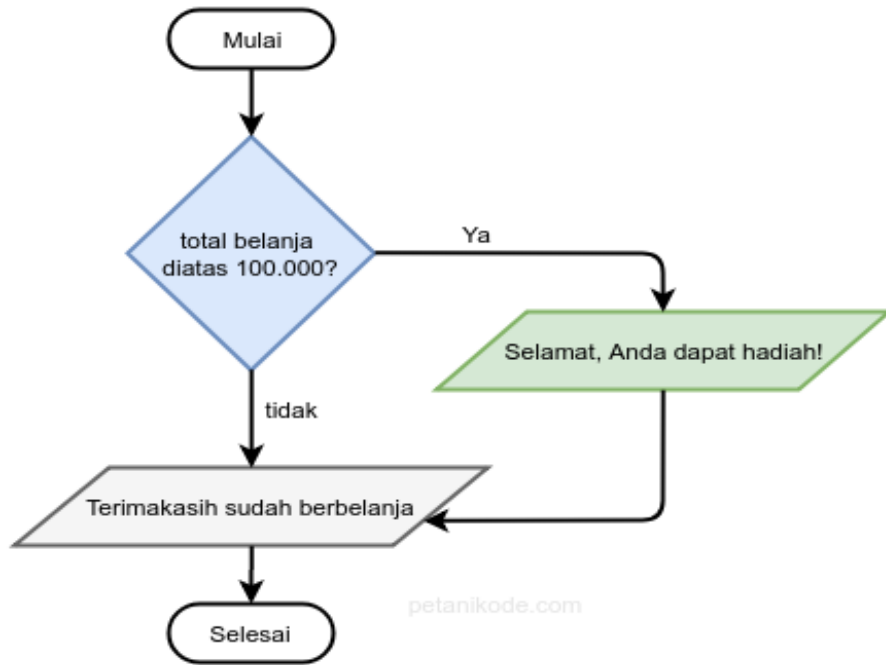 Mulai
total belanja
diatas 100.000?
Ya
Selamat, Anda dapat hadiah!
tidak
Terimakasih sudah berbelanja
petanikode.com
Selesai